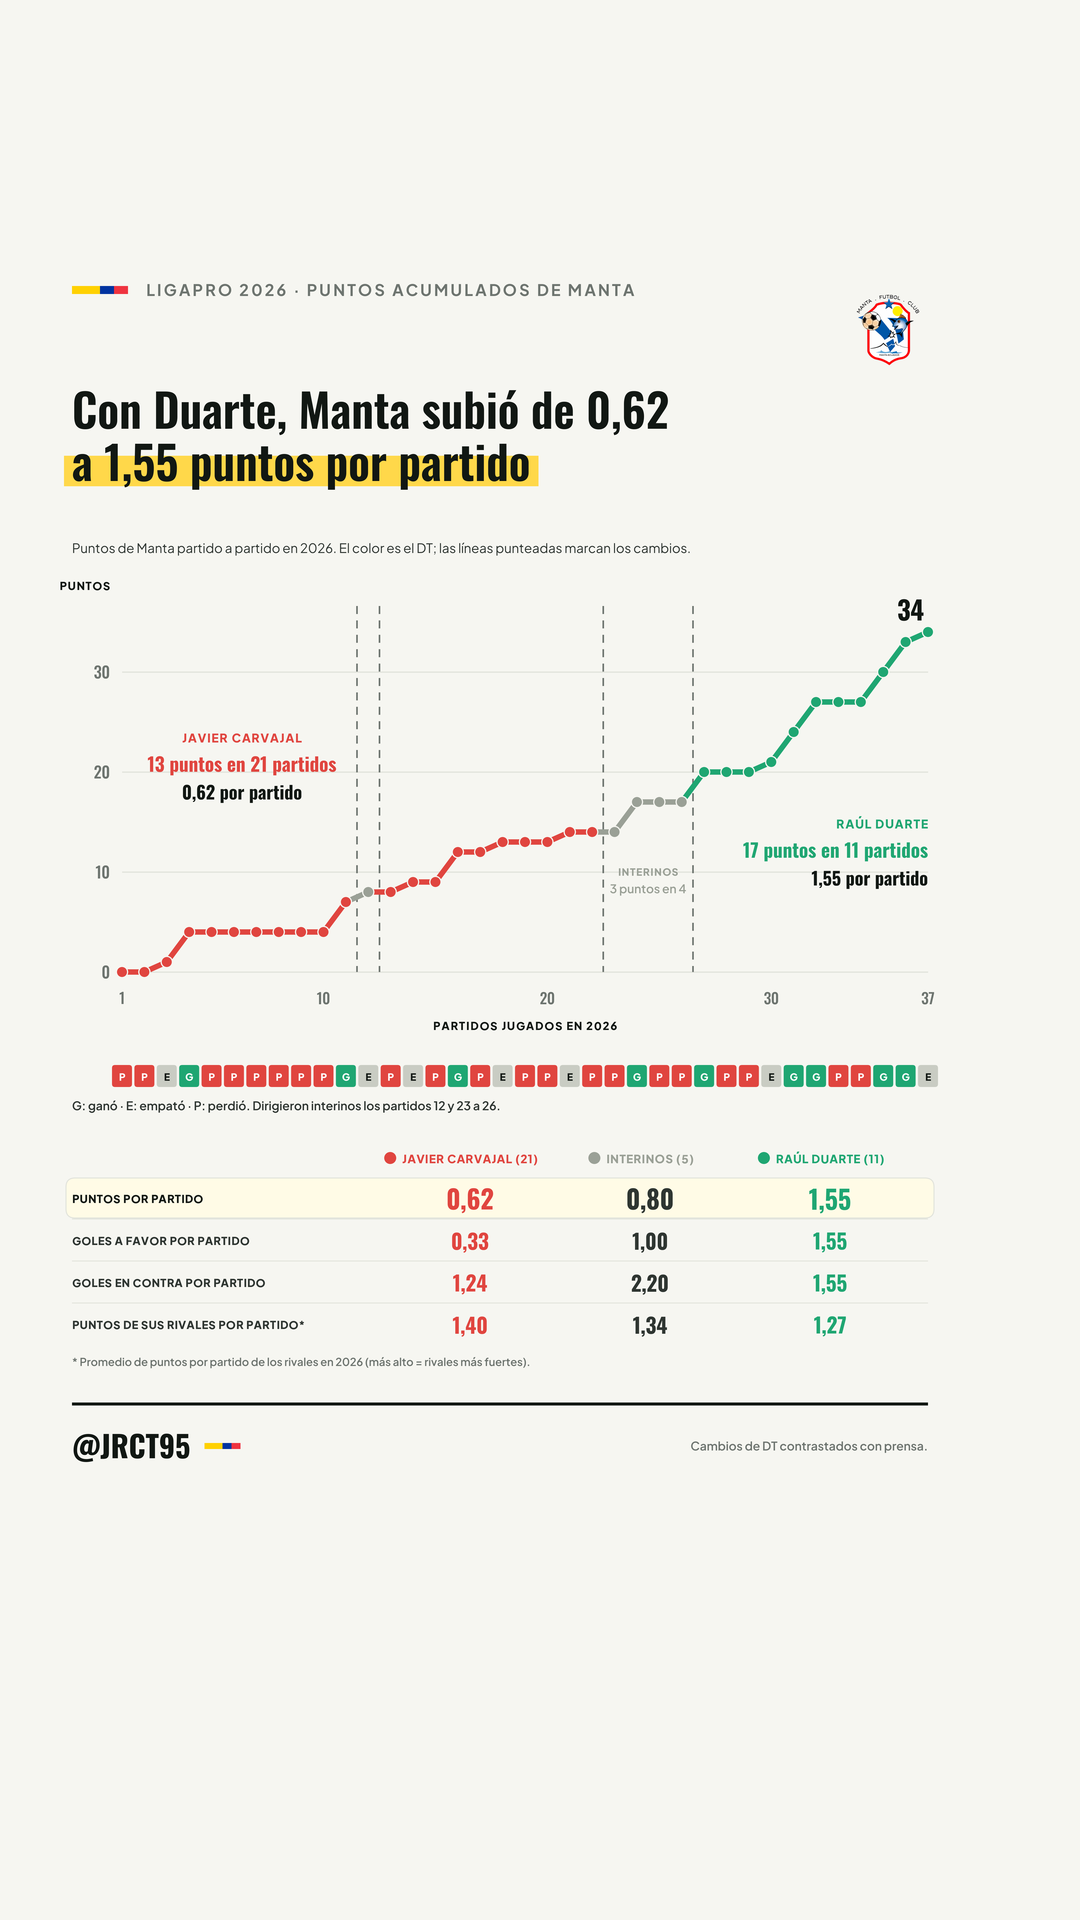 LIGAPRO 2026 · PUNTOS ACUMULADOS DE MANTA
MANTA FUTBOL CLUB
Con Duarte, Manta subió de 0,62
a 1,55 puntos por partido
Puntos de Manta partido a partido en 2026. El color es el DT; las líneas punteadas marcan los cambios.
PUNTOS
34
30
JAVIER CARVAJAL
13 puntos en 21 partidos
0,62 por partido
20
RAÚL DUARTE
17 puntos en 11 partidos
1,55 por partido
10
INTERINOS
3 puntos en 4
0
1 10 20 30 37
PARTIDOS JUGADOS EN 2026
P P E G P P P P P P G E P E P G P E P P E P P G P P G P P E G G P P G G E
G: ganó · E: empató · P: perdió. Dirigieron interinos los partidos 12 y 23 a 26.
JAVIER CARVAJAL (21) INTERINOS (5) RAÚL DUARTE (11)
PUNTOS POR PARTIDO 0,62 0,80 1,55
GOLES A FAVOR POR PARTIDO 0,33 1,00 1,55
GOLES EN CONTRA POR PARTIDO 1,24 2,20 1,55
PUNTOS DE SUS RIVALES POR PARTIDO* 1,40 1,34 1,27
* Promedio de puntos por partido de los rivales en 2026 (más alto = rivales más fuertes).
@JRCT95
Cambios de DT contrastados con prensa.